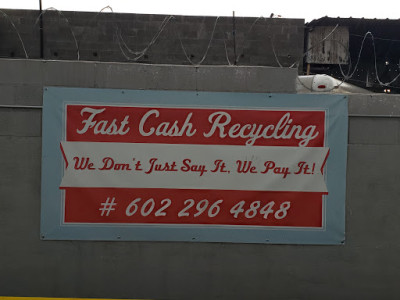 Fast Cash Recycling
We Don't Just Say It, We Pay It!
# 602 296 4848